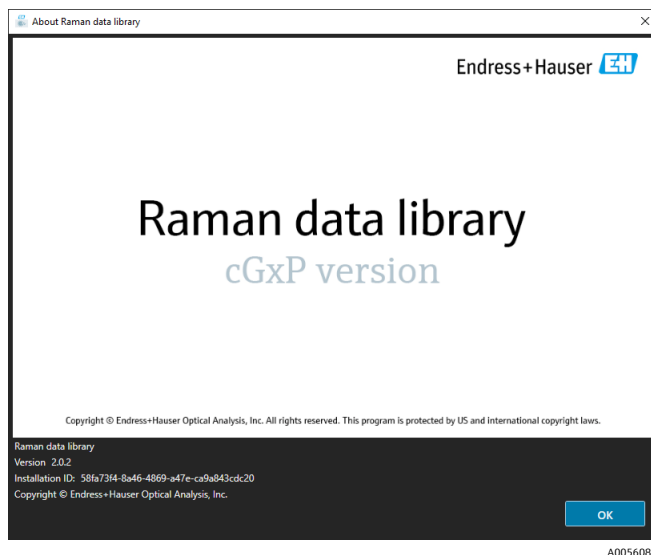 About Raman data library
Endress+Hauser EH
Raman data library
cGxP version
Copyright © Endress+Hauser Optical Analysis, Inc. All rights reserved. This program is protected by US and international copyright laws.
Raman data library
Version 2.0.2
Installation ID: 58fa73f4-8a46-4869-a47e-ca9a843cdc20
Copyright © Endress+Hauser Optical Analysis, Inc.
OK
A005608